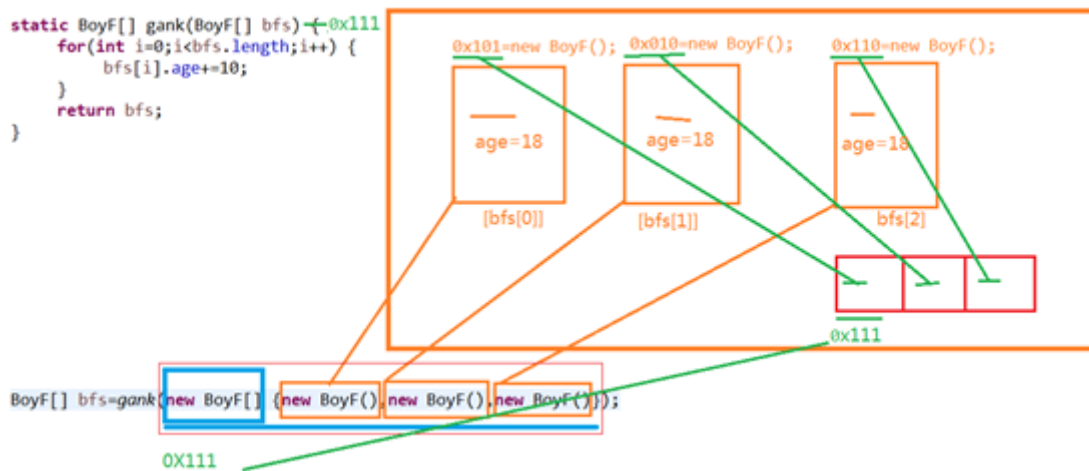 static BoyF[] gank(BoyF[] bfs) { 0x111
for(int i=0;i<bfs.length;i++) {
bfs[i].age+=10;
}
return bfs;
}
0x101=new BoyF(); 0x010=new BoyF(); 0x110=new BoyF();
age=18 age=18 age=18
[bfs[0]] [bfs[1]] bfs[2]
0x111
BoyF[] bfs=gank(new BoyF[] {new BoyF(),new BoyF(),new BoyF()});
0X111